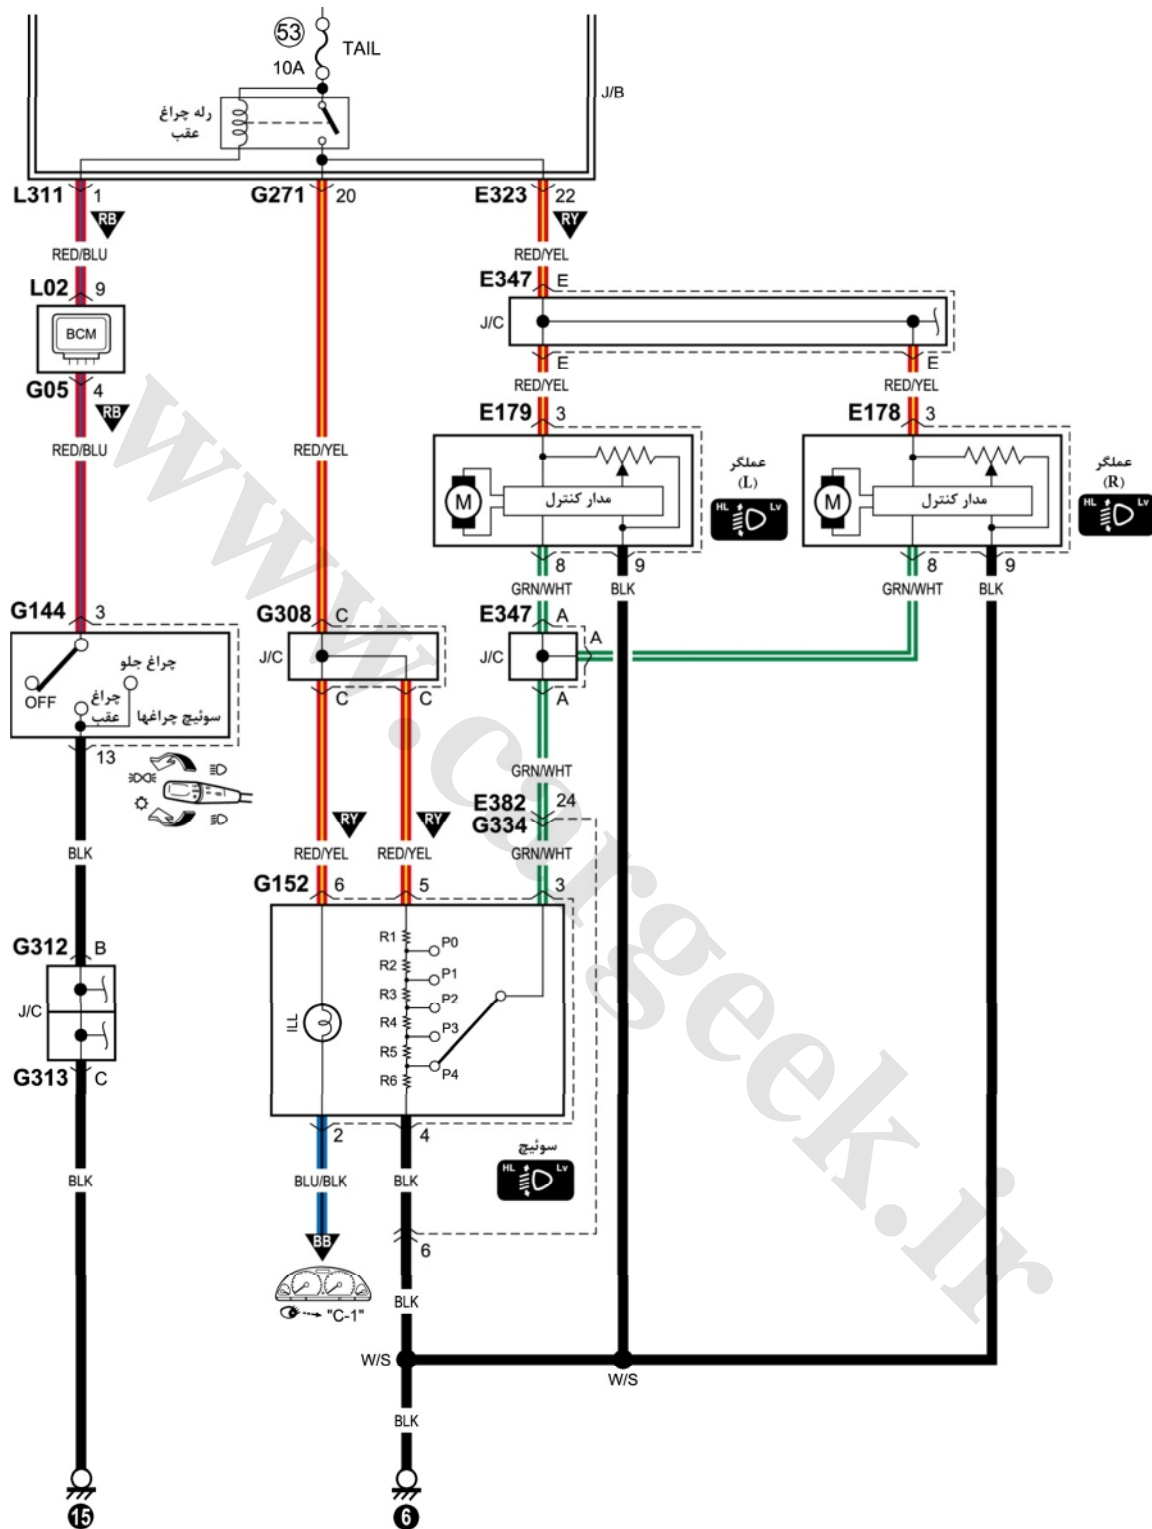 53
TAIL
10A
J/B
رله چراغ
عقب
L311 1
G271 20
E323 22
RB
RY
RED/BLU
RED/YEL
L02 9
E347 E
BCM
J/C
G05 4
E E
RB
RED/YEL RED/YEL
E179 3
E178 3
RED/BLU
RED/YEL
عملگر
(L)
عملگر
(R)
M
مدار کنترل
M
مدار کنترل
HL Lv
HL Lv
8 9
8 9
GRN/WHT BLK
GRN/WHT BLK
G144 3
G308 C
E347 A
A
J/C
J/C
چراغ جلو
OFF
چراغ
عقب
سوئیچ چراغها
C C
A
13
GRN/WHT
E382 24
G334
RY RY
BLK
RED/YEL RED/YEL
GRN/WHT
G152 6 5 3
G312 B
R1
P0
R2
P1
R3
P2
R4
P3
R5
P4
R6
ILL
J/C
G313 C
2 4
سوئیچ
HL Lv
BLK
BLU/BLK
BLK
BB
6
"C-1"
BLK
W/S
W/S
BLK
15
6
www.cargeek.ir